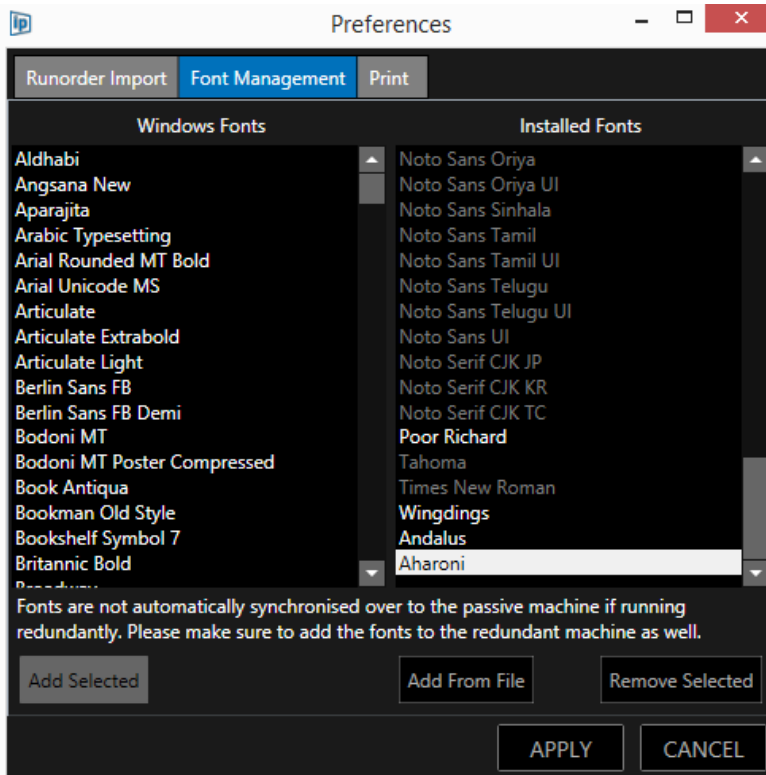 ip
Preferences
Runorder Import
Font Management
Print
Windows Fonts
Aldhabi
Angsana New
Aparajita
Arabic Typesetting
Arial Rounded MT Bold
Arial Unicode MS
Articulate
Articulate Extrabold
Articulate Light
Berlin Sans FB
Berlin Sans FB Demi
Bodoni MT
Bodoni MT Poster Compressed
Book Antiqua
Bookman Old Style
Bookshelf Symbol 7
Britannic Bold
Installed Fonts
Noto Sans Oriya
Noto Sans Oriya UI
Noto Sans Sinhala
Noto Sans Tamil
Noto Sans Tamil UI
Noto Sans Telugu
Noto Sans Telugu UI
Noto Sans UI
Noto Serif CJK JP
Noto Serif CJK KR
Noto Serif CJK TC
Poor Richard
Tahoma
Times New Roman
Wingdings
Andalus
Aharoni
Fonts are not automatically synchronised over to the passive machine if running
redundantly. Please make sure to add the fonts to the redundant machine as well.
Add Selected
Add From File
Remove Selected
APPLY
CANCEL